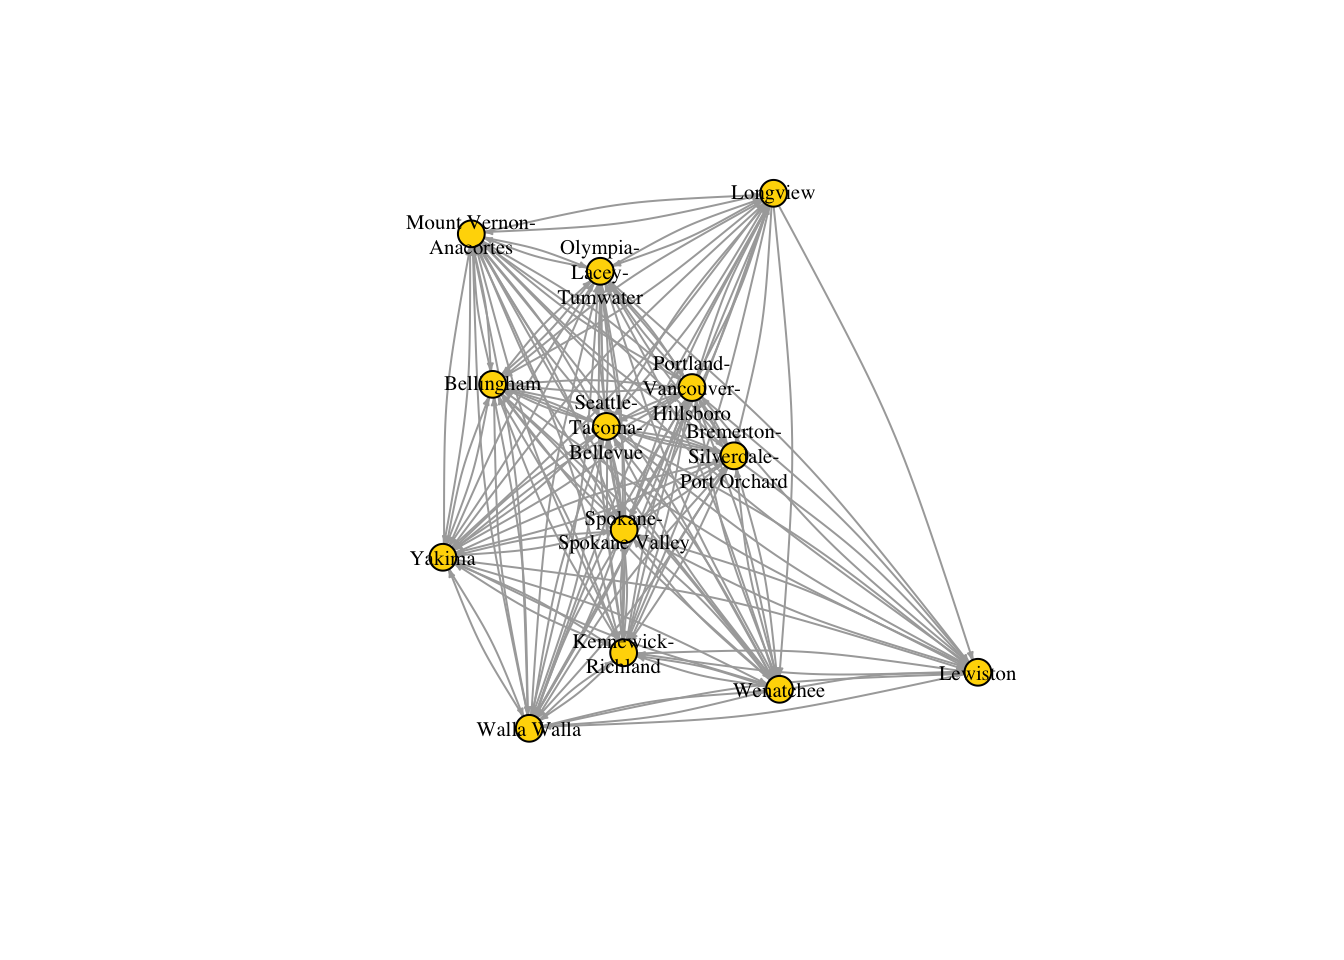 Longview
Mount Vernon-
Anacortes
Olympia-
Lacey-
Tumwater
Portland-
Vancouver-
Hillsboro
Bellingham
Seattle-
Tacoma-
Bellevue
Bremerton-
Silverdale-
Port Orchard
Spokane-
Spokane Valley
Yakima
Kennewick-
Richland
Lewiston
Wenatchee
Walla Walla